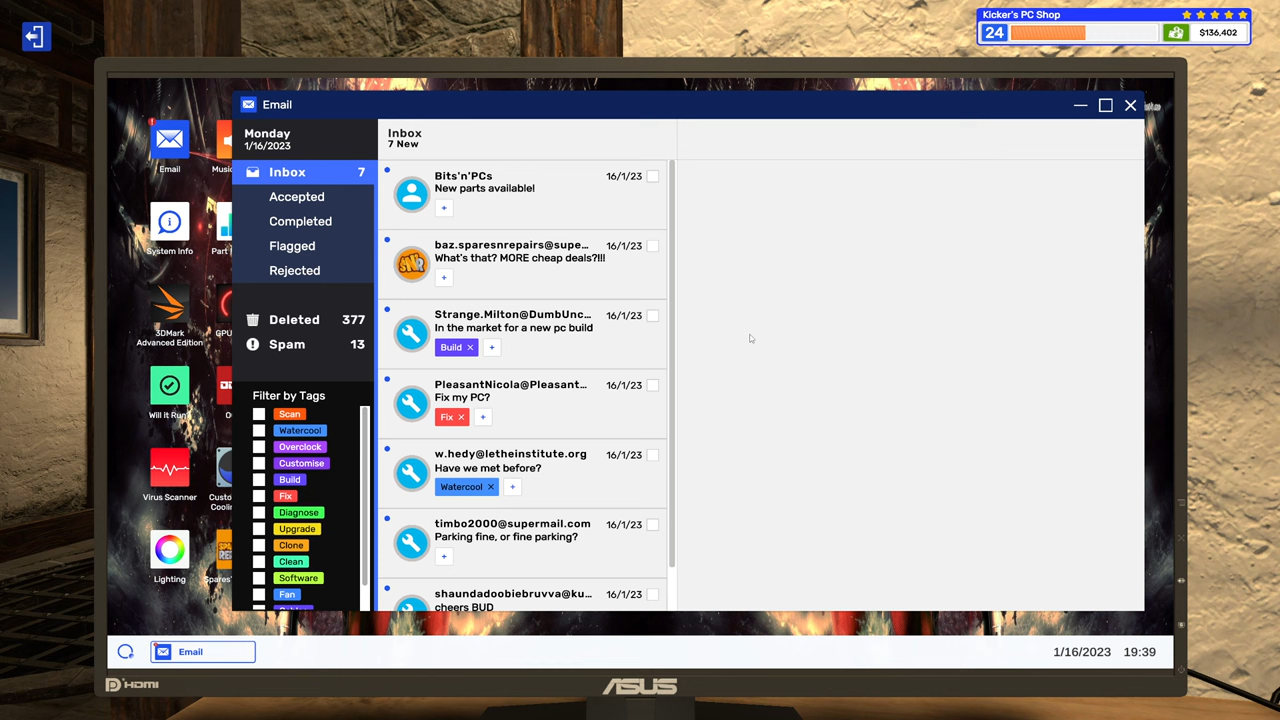 Kicker's PC Shop
24
$136,402
Email
Monday
1/16/2023
Inbox 7
Accepted
Completed
Flagged
Rejected
Deleted 377
Spam 13
Filter by Tags
Scan
Watercool
Overclock
Customise
Build
Fix
Diagnose
Upgrade
Clone
Clean
Software
Fan
Inbox
7 New
Bits'n'PCs 16/1/23
New parts available!
+
baz.sparesnrepairs@supe... 16/1/23
What's that? MORE cheap deals?!!!
+
Strange.Milton@DumbUnc... 16/1/23
In the market for a new pc build
Build × +
PleasantNicola@Pleasant... 16/1/23
Fix my PC?
Fix × +
w.hedy@letheinstitute.org 16/1/23
Have we met before?
Watercool × +
timbo2000@supermail.com 16/1/23
Parking fine, or fine parking?
+
shaundadoobiebruvva@ku... 16/1/23
cheers BUD
Email
System Info
3DMark
Advanced Edition
Will It Run
Virus Scanner
Lighting
Music
Part
GPU
Custo
Coolin
Spares'
Email
1/16/2023 19:39
HDMI
ASUS